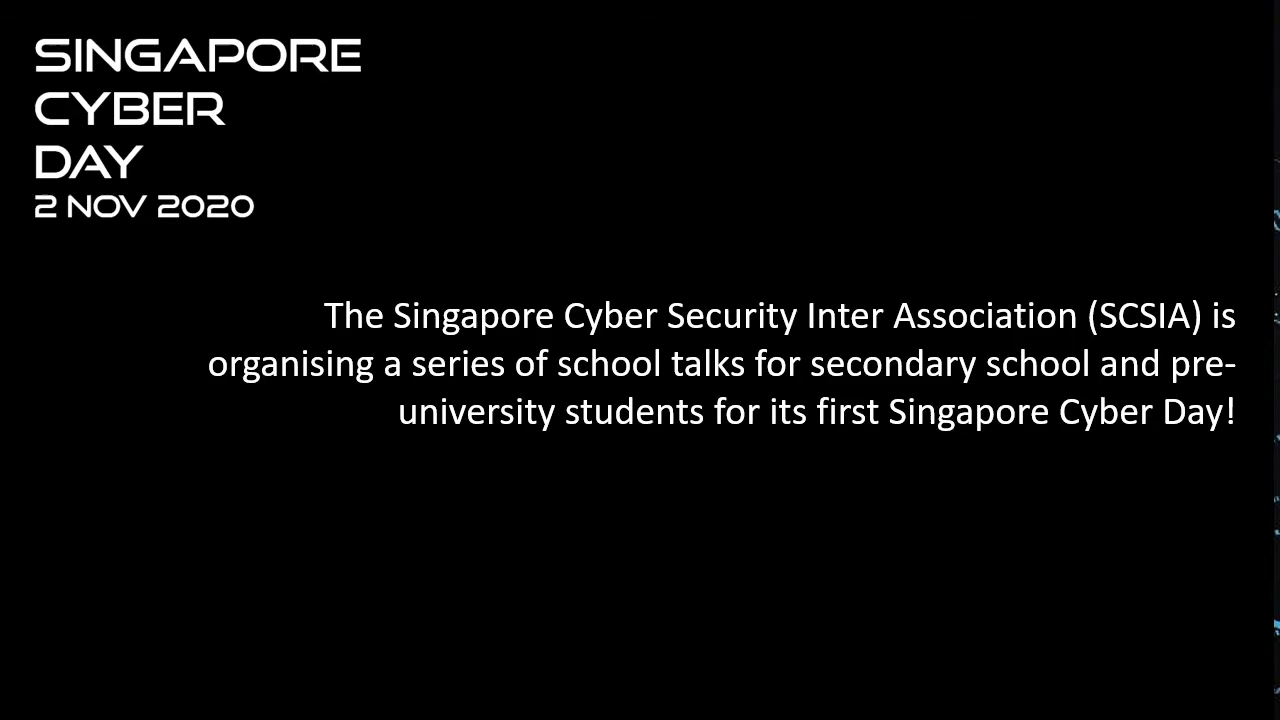 SINGAPORE
CYBER
DAY
2 NOV 2020
The Singapore Cyber Security Inter Association (SCSIA) is
organising a series of school talks for secondary school and pre-
university students for its first Singapore Cyber Day!